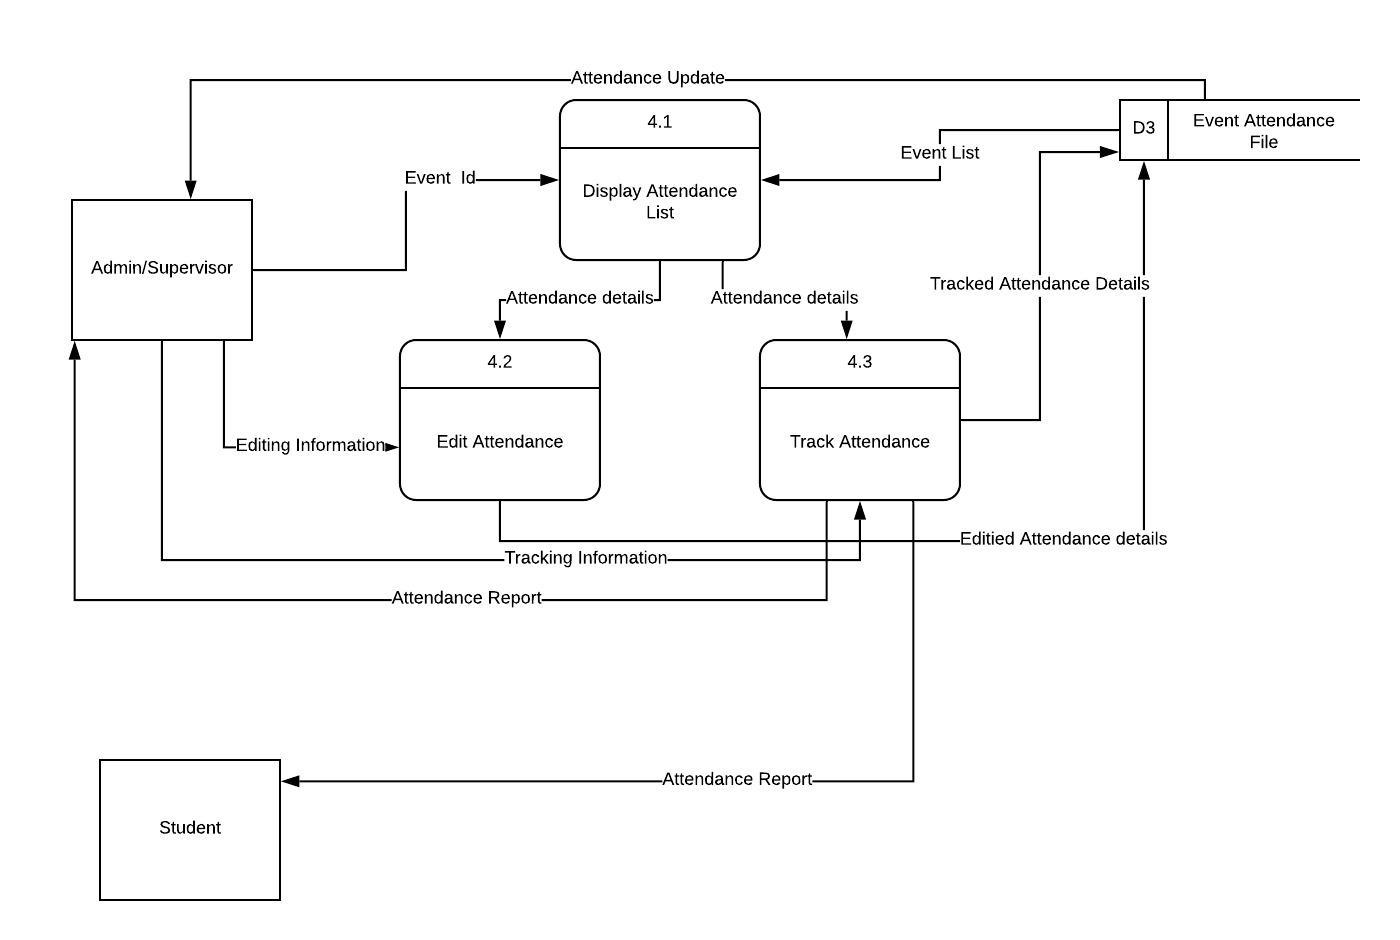 Attendance Update
4.1
D3
Event Attendance
File
Event List
Event  Id
Display Attendance
List
Admin/Supervisor
Tracked Attendance Details
Attendance details
Attendance details
4.2
4.3
Editing Information
Edit Attendance
Track Attendance
Editied Attendance details
Tracking Information
Attendance Report
Attendance Report
Student